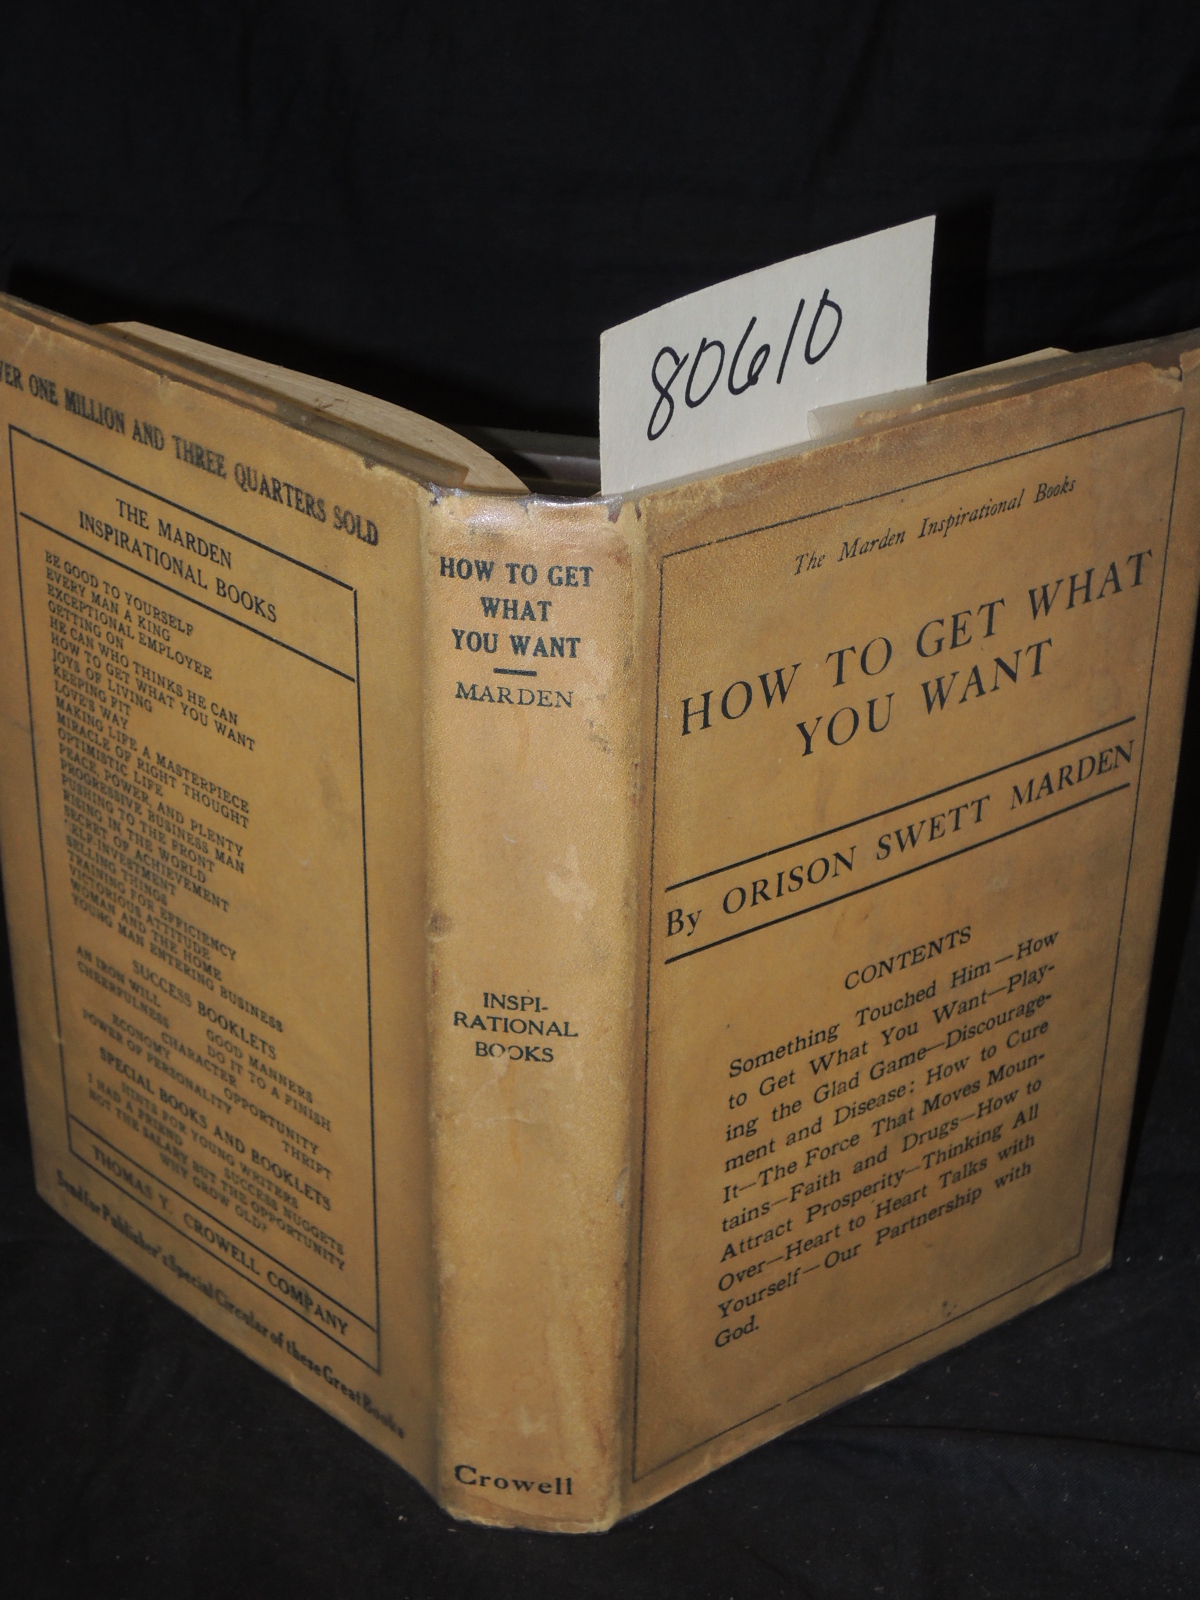 80610
VER ONE MILLION AND THREE QUARTERS SOLD
THE MARDEN
INSPIRATIONAL BOOKS
BE GOOD TO YOURSELF
EVERY MAN A KING
EXCEPTIONAL EMPLOYEE
GETTING ON
HE CAN WHO THINKS HE CAN
HOW TO GET WHAT YOU WANT
JOYS OF LIVING
KEEPING FIT
LOVE'S WAY
MAKING LIFE A MASTERPIECE
MIRACLE OF RIGHT THOUGHT
OPTIMISTIC LIFE
PEACE, POWER, AND PLENTY
PROGRESSIVE BUSINESS MAN
PUSHING TO THE FRONT
RISING IN THE WORLD
SECRET OF ACHIEVEMENT
SELF-INVESTMENT
SELLING THINGS
TRAINING FOR EFFICIENCY
VICTORIOUS ATTITUDE
WOMAN AND THE HOME
YOUNG MAN ENTERING BUSINESS
SUCCESS BOOKLETS
AN IRON WILL GOOD MANNERS
CHEERFULNESS DO IT TO A FINISH
CHARACTER
ECONOMY OPPORTUNITY
POWER OF PERSONALITY THRIFT
SPECIAL BOOKS AND BOOKLETS
HINTS FOR YOUNG WRITERS
I HAD A FRIEND SUCCESS NUGGETS
NOT THE SALARY BUT THE OPPORTUNITY
WHY GROW OLD?
THOMAS Y. CROWELL COMPANY
Send for Publisher's Special Circular of these Great Books
HOW TO GET
WHAT
YOU WANT
MARDEN
INSPI-
RATIONAL
BOOKS
Crowell
The Marden Inspirational Books
HOW TO GET WHAT
YOU WANT
By ORISON SWETT MARDEN
CONTENTS
Something Touched Him—How
to Get What You Want—Play-
ing the Glad Game—Discourage-
ment and Disease: How to Cure
It—The Force That Moves Moun-
tains—Faith and Drugs—How to
Attract Prosperity—Thinking All
Over—Heart to Heart Talks with
Yourself—Our Partnership with
God.